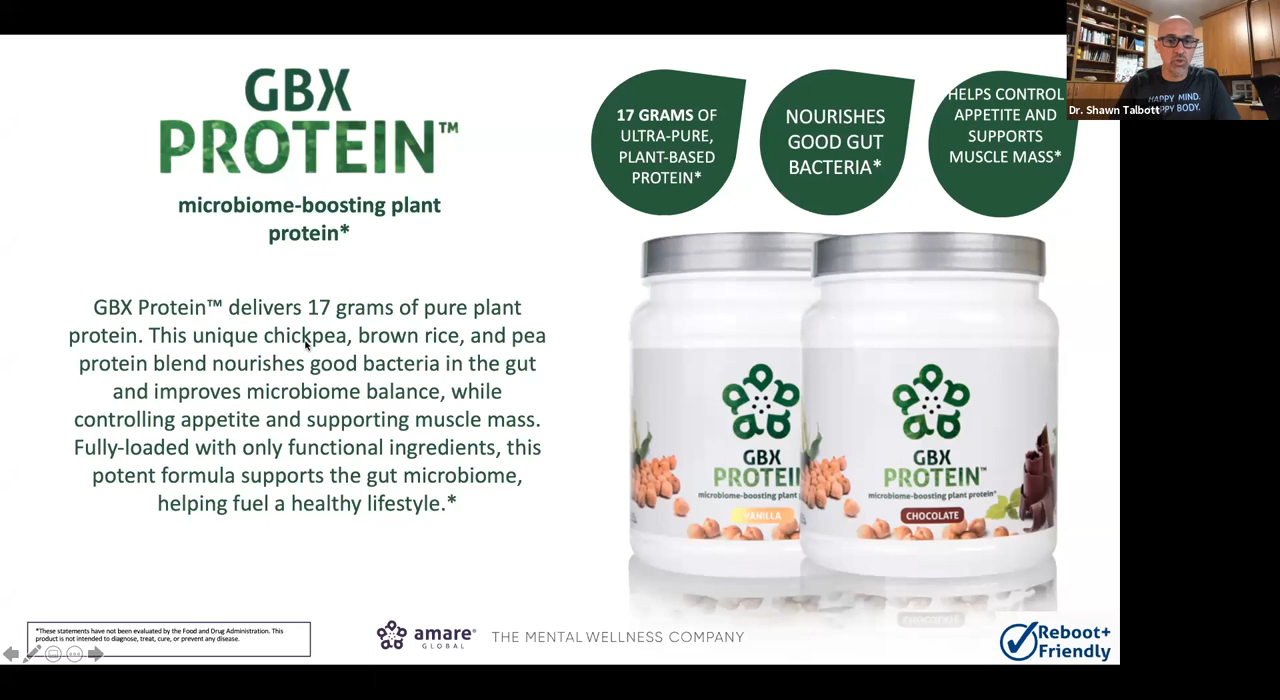 GBX
PROTEIN™
microbiome-boosting plant
protein*
GBX Protein™ delivers 17 grams of pure plant
protein. This unique chickpea, brown rice, and pea
protein blend nourishes good bacteria in the gut
and improves microbiome balance, while
controlling appetite and supporting muscle mass.
Fully-loaded with only functional ingredients, this
potent formula supports the gut microbiome,
helping fuel a healthy lifestyle.*
17 GRAMS OF
ULTRA-PURE,
PLANT-BASED
PROTEIN*
NOURISHES
GOOD GUT
BACTERIA*
HELPS CONTROL
APPETITE AND
SUPPORTS
MUSCLE MASS*
Dr. Shawn Talbott
HAPPY MIND.
PPY BODY.
GBX
PROTEI
microbiome-boosting plant
VANILLA
GBX
PROTEIN™
microbiome-boosting plant protein*
CHOCOLATE
*These statements have not been evaluated by the Food and Drug Administration. This
product is not intended to diagnose, treat, cure, or prevent any disease.
amare®
GLOBAL
THE MENTAL WELLNESS COMPANY
Reboot+
Friendly